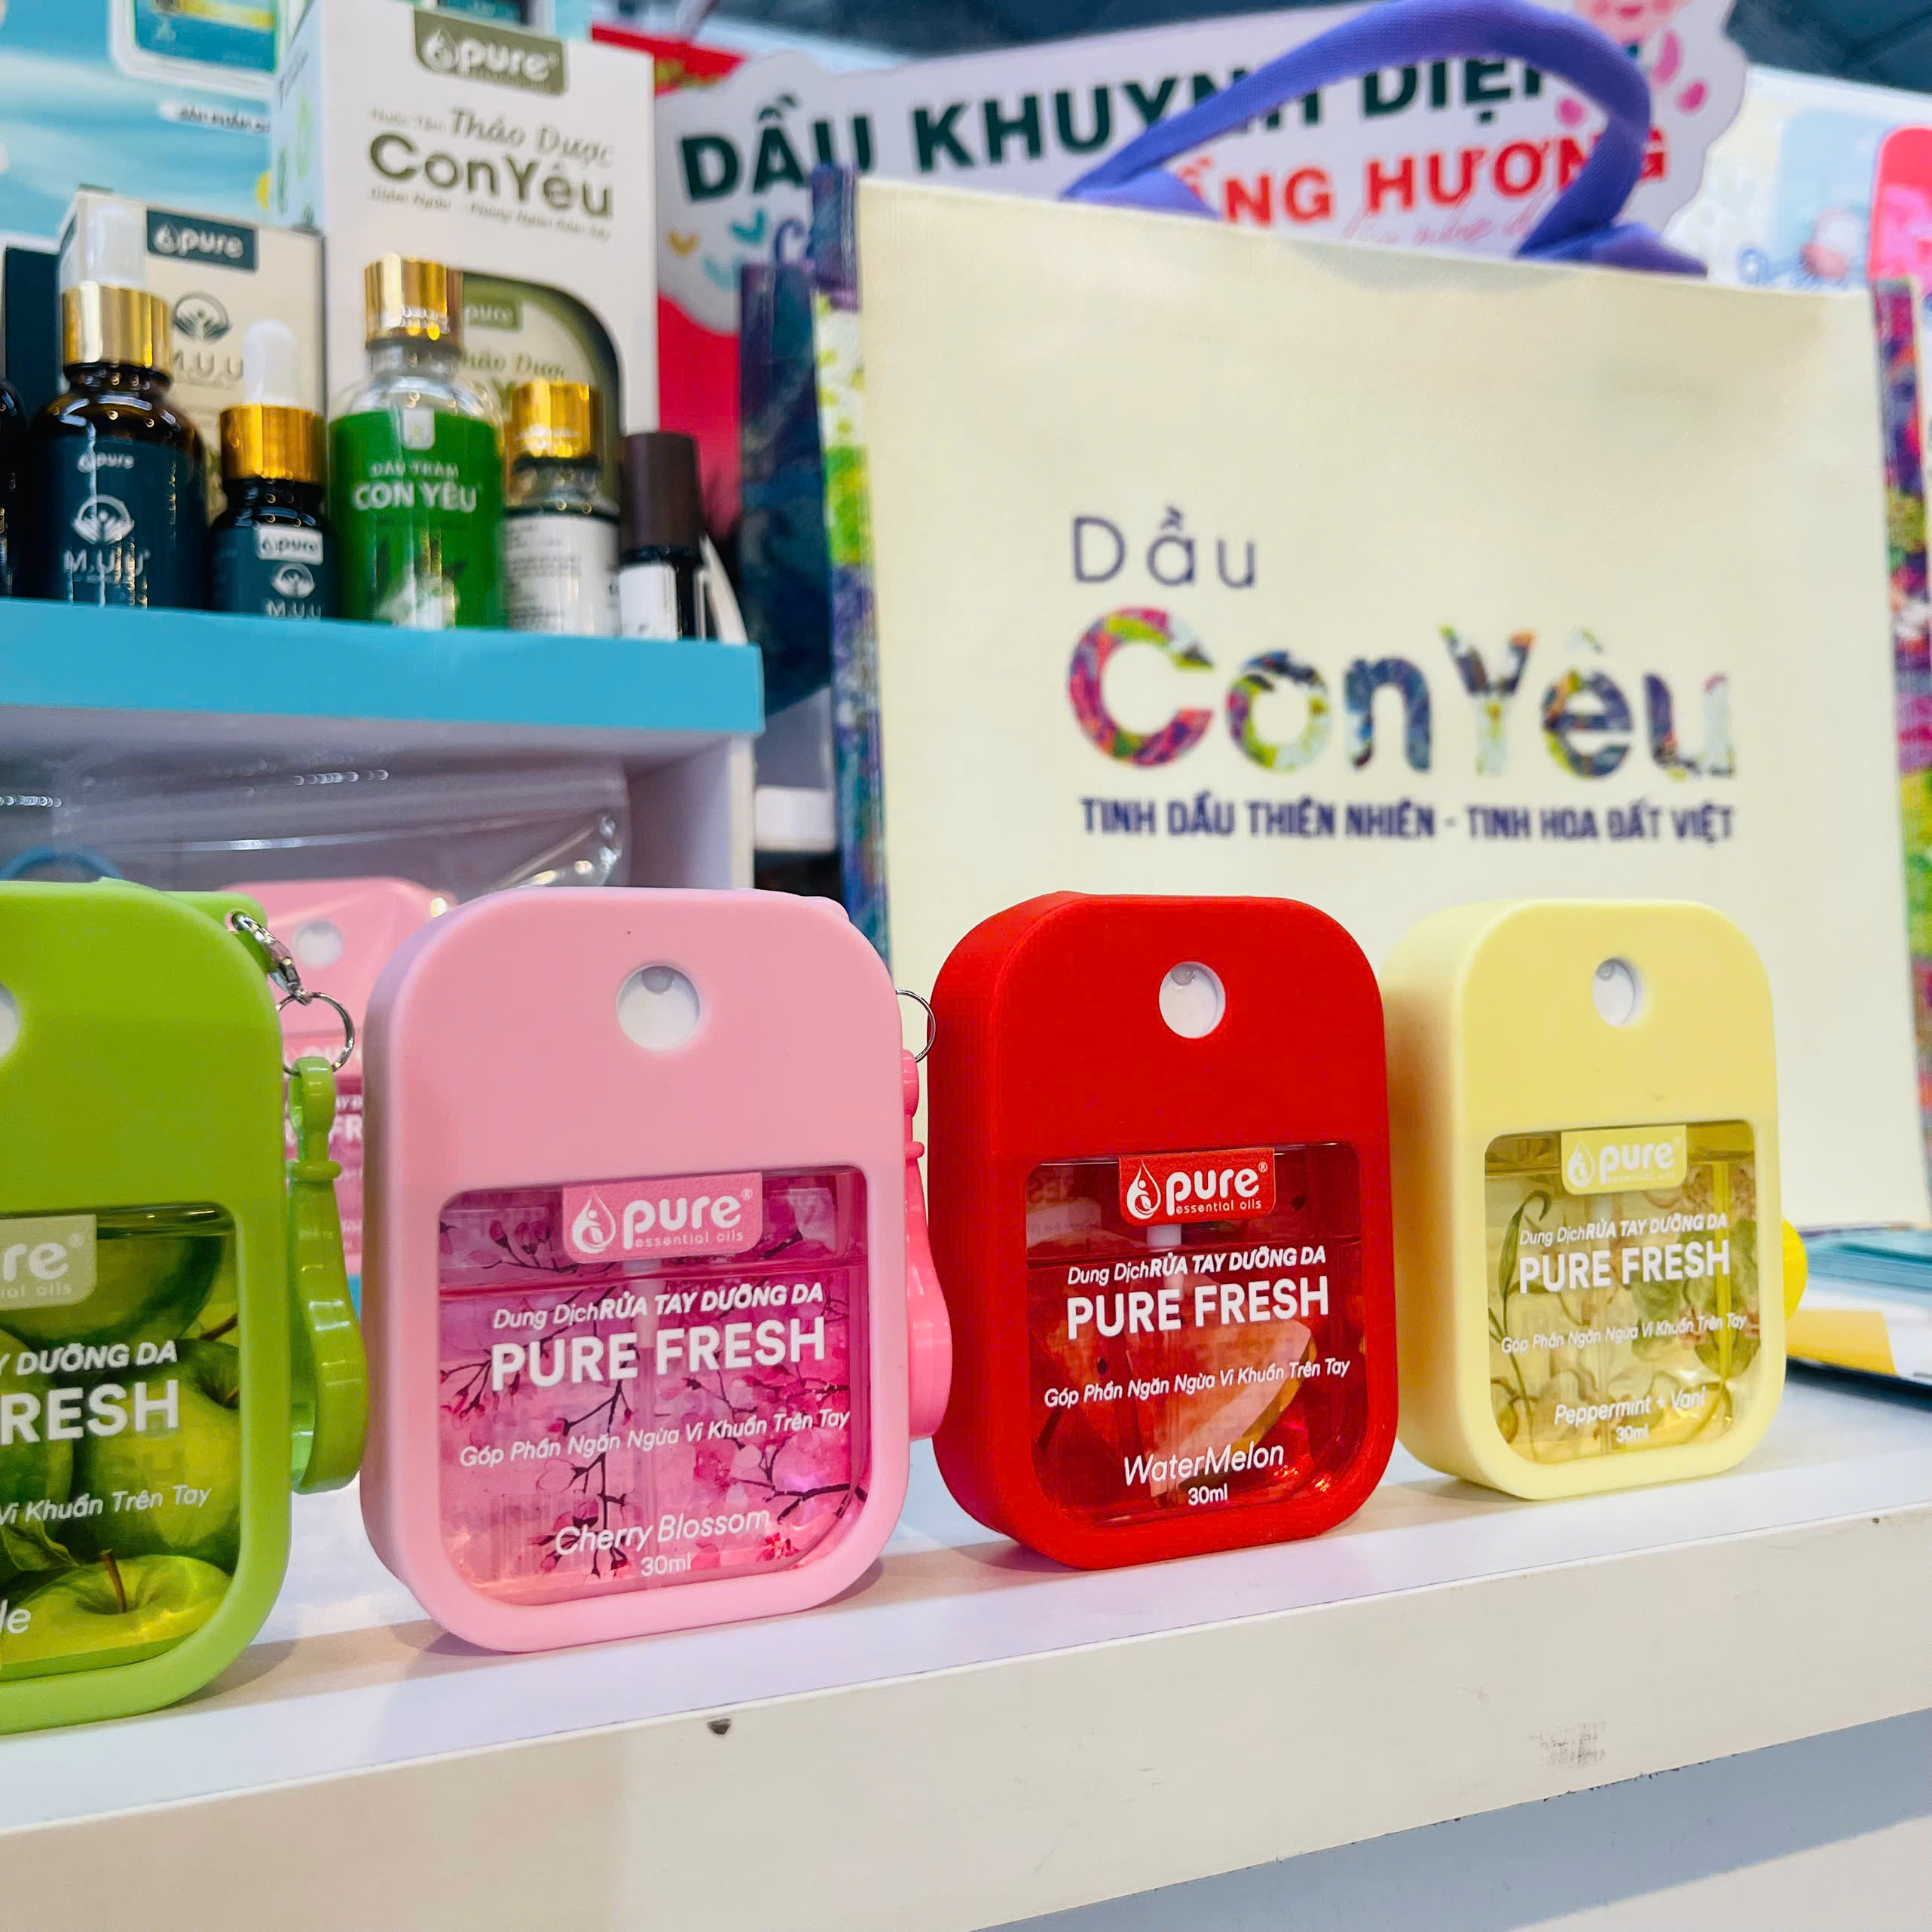 pure
Thảo Dược
ConYêu
DẦU KHUYNH DIỆP
HƯƠNG
pure
M.U.U
pure
Thảo Dược
pure
M.U.U
pure
M.U.U
DẦU TRÀM
CON YÊU
Dầu
ConYêu
TINH DẦU THIÊN NHIÊN - TINH HOA ĐẤT VIỆT
DƯỠNG DA
RESH
Vi Khuẩn Trên Tay
pure®
essential oils
Dung Dịch RỬA TAY DƯỠNG DA
PURE FRESH
Góp Phần Ngăn Ngừa Vi Khuẩn Trên Tay
Cherry Blossom
30ml
pure®
essential oils
Dung Dịch RỬA TAY DƯỠNG DA
PURE FRESH
Góp Phần Ngăn Ngừa Vi Khuẩn Trên Tay
WaterMelon
30ml
pure
essential oils
Dung Dịch RỬA TAY DƯỠNG DA
PURE FRESH
Góp Phần Ngăn Ngừa Vi Khuẩn Trên Tay
Peppermint + Vani
30ml